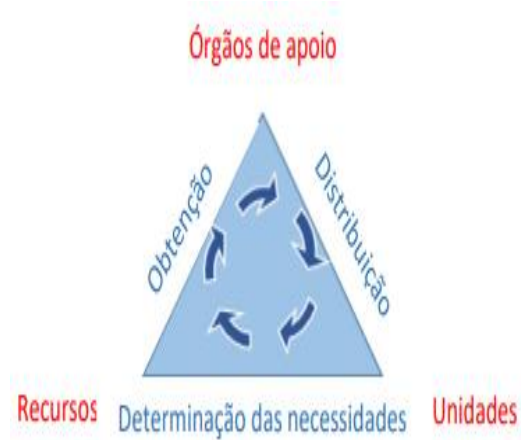 Órgãos de apoio
Obtenção
Distribuição
Recursos
Determinação das necessidades
Unidades